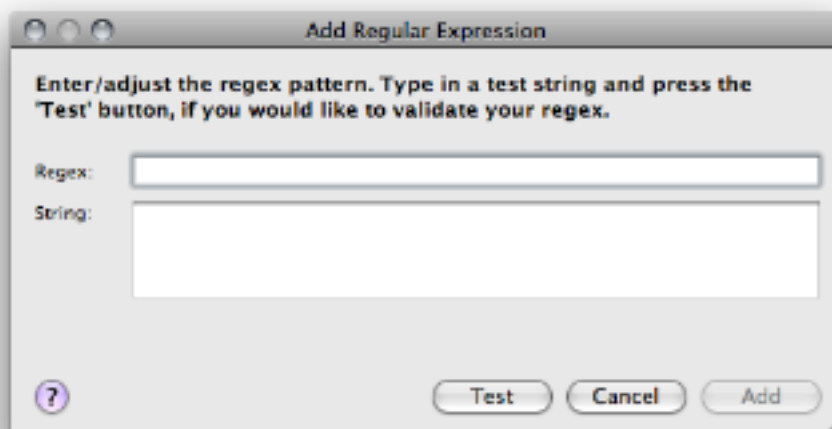 Add Regular Expression
Enter/adjust the regex pattern. Type in a test string and press the
'Test' button, if you would like to validate your regex.
Regex:
String:
?
Test
Cancel
Add